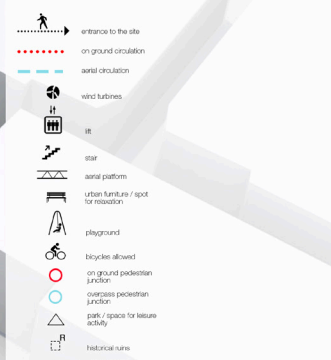 entrance to the site
on ground circulation
aerial circulation
wind turbines
lift
stair
aerial platform
urban furniture / spot
for relaxation
playground
bicycles allowed
on ground pedestrian
junction
overpass pedestrian
junction
park / space for leisure
activity
R
historical ruins